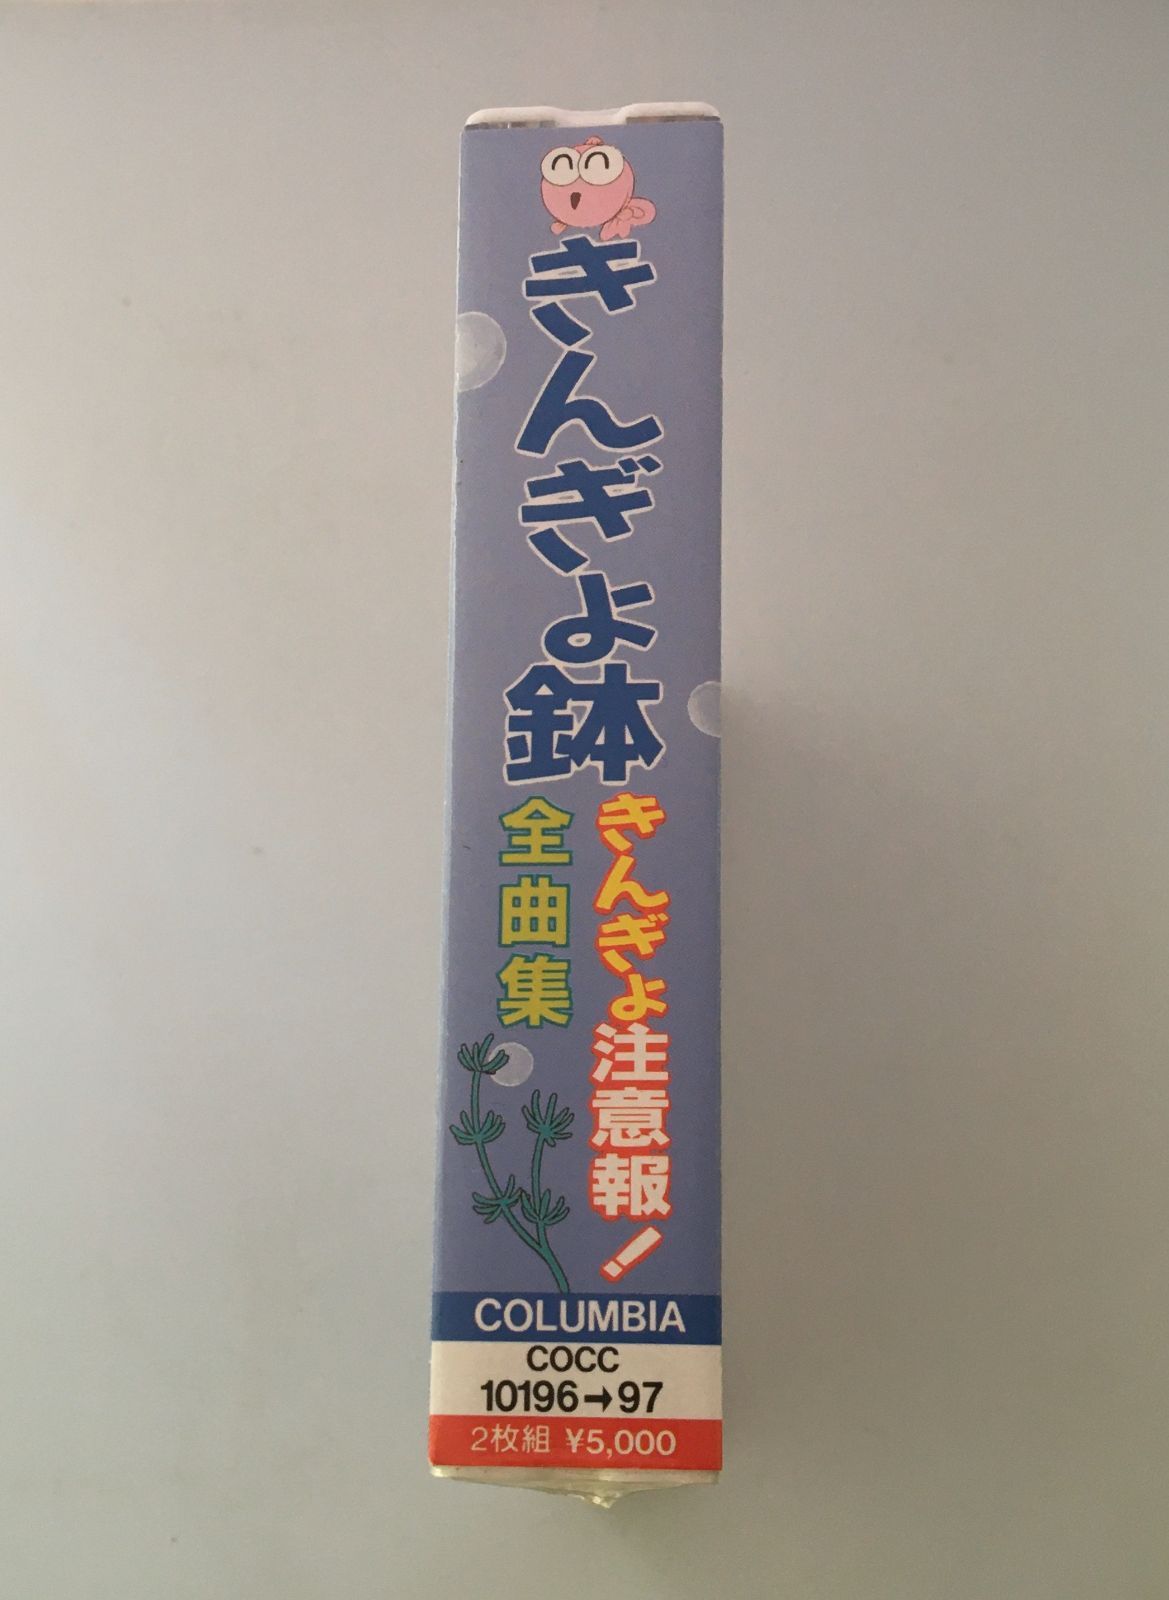 きんぎょ鉢
きんぎょ注意報!
全曲集
COLUMBIA
COCC
10196→97
2枚組 ¥5,000